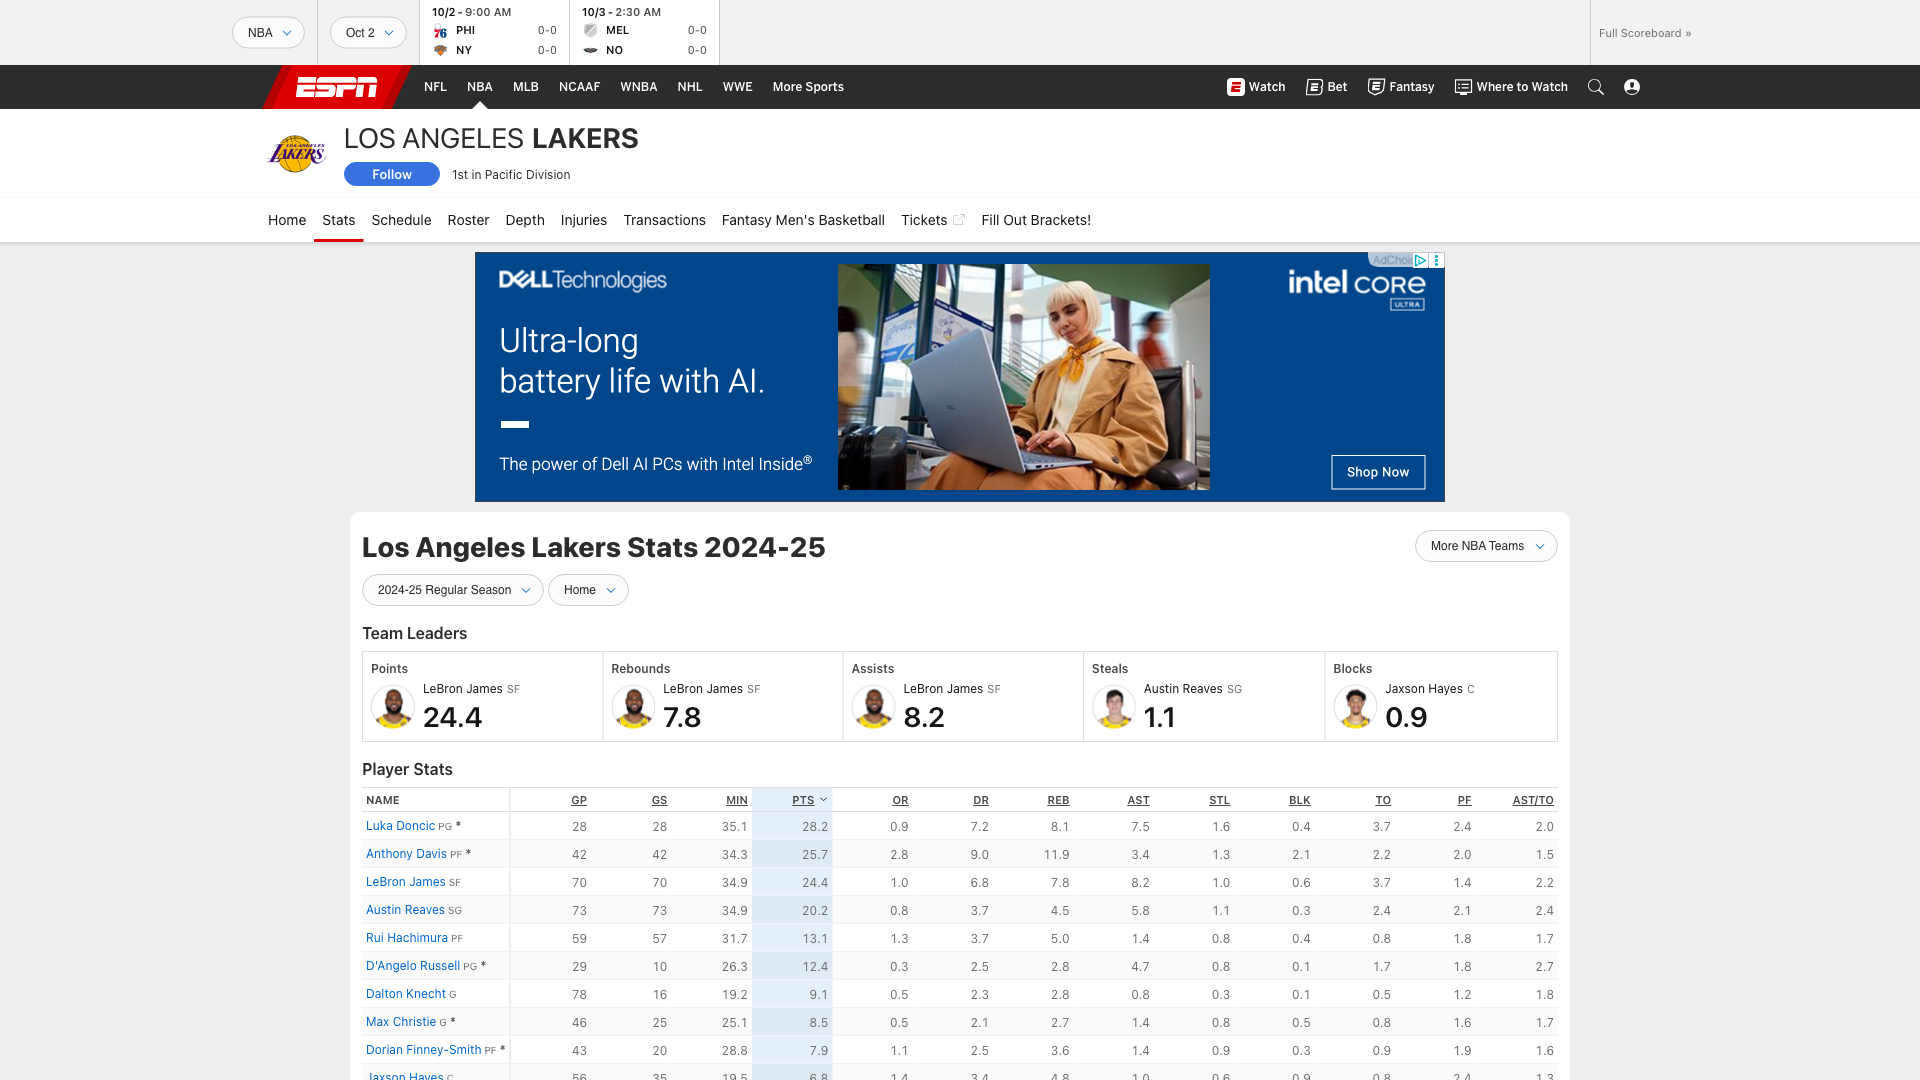 NBA
Oct 2
10/2 - 9:00 AM
PHI 0-0
NY 0-0
10/3 - 2:30 AM
MEL 0-0
NO 0-0
Full Scoreboard »
ESPN
NFL NBA MLB NCAAF WNBA NHL WWE More Sports
Watch Bet Fantasy Where to Watch
LOS ANGELES LAKERS
Follow
1st in Pacific Division
Home Stats Schedule Roster Depth Injuries Transactions Fantasy Men's Basketball Tickets Fill Out Brackets!
DELL Technologies
Ultra-long
battery life with AI.
The power of Dell AI PCs with Intel Inside®
intel CORE
ULTRA
Shop Now
Los Angeles Lakers Stats 2024-25
More NBA Teams
2024-25 Regular Season
Home
Team Leaders
Points
LeBron James SF
24.4
Rebounds
LeBron James SF
7.8
Assists
LeBron James SF
8.2
Steals
Austin Reaves SG
1.1
Blocks
Jaxson Hayes C
0.9
Player Stats
NAME GP GS MIN PTS OR DR REB AST STL BLK TO PF AST/TO
Luka Doncic PG * 28 28 35.1 28.2 0.9 7.2 8.1 7.5 1.6 0.4 3.7 2.4 2.0
Anthony Davis PF * 42 42 34.3 25.7 2.8 9.0 11.9 3.4 1.3 2.1 2.2 2.0 1.5
LeBron James SF 70 70 34.9 24.4 1.0 6.8 7.8 8.2 1.0 0.6 3.7 1.4 2.2
Austin Reaves SG 73 73 34.9 20.2 0.8 3.7 4.5 5.8 1.1 0.3 2.4 2.1 2.4
Rui Hachimura PF 59 57 31.7 13.1 1.3 3.7 5.0 1.4 0.8 0.4 0.8 1.8 1.7
D'Angelo Russell PG * 29 10 26.3 12.4 0.3 2.5 2.8 4.7 0.8 0.1 1.7 1.8 2.7
Dalton Knecht G 78 16 19.2 9.1 0.5 2.3 2.8 0.8 0.3 0.1 0.5 1.2 1.8
Max Christie G * 46 25 25.1 8.5 0.5 2.1 2.7 1.4 0.8 0.5 0.8 1.6 1.7
Dorian Finney-Smith PF * 43 20 28.8 7.9 1.1 2.5 3.6 1.4 0.9 0.3 0.9 1.9 1.6
Jaxson Hayes C 56 35 19.5 6.8 1.4 3.4 4.8 1.0 0.6 0.9 0.8 2.4 1.3